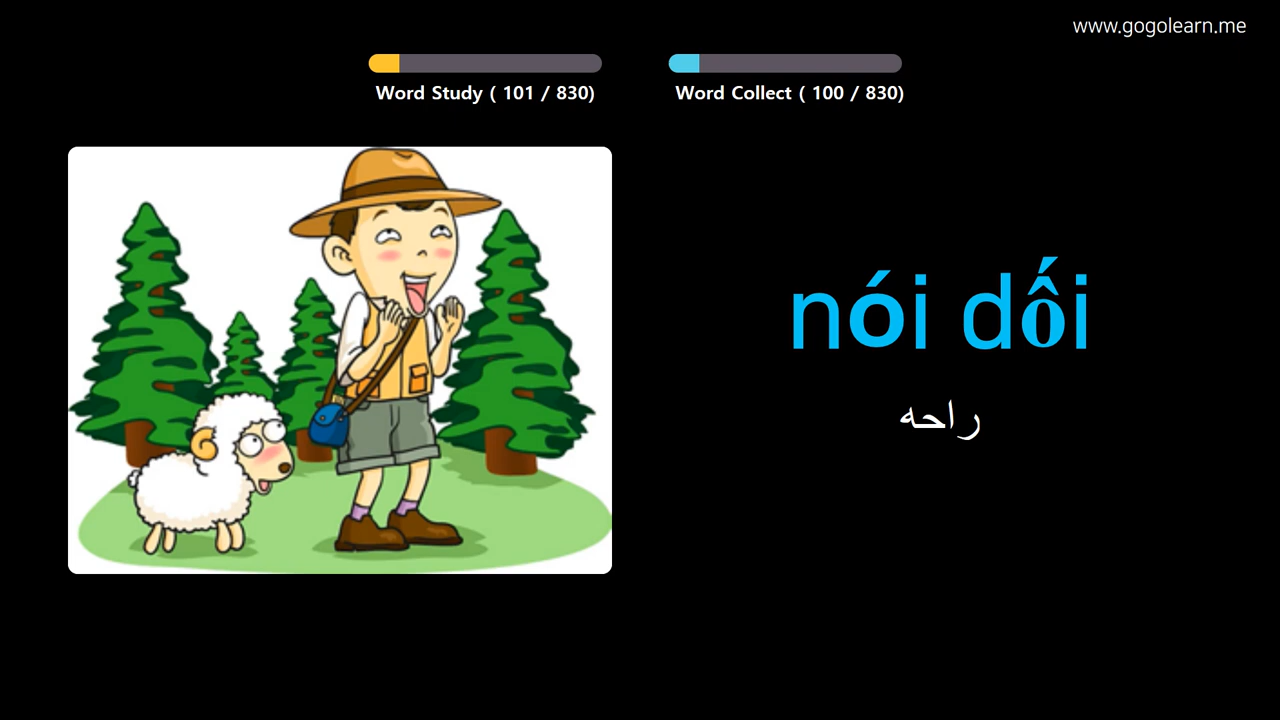 www.gogolearn.me
Word Study ( 101 / 830)
Word Collect ( 100 / 830)
nói dối
راحه